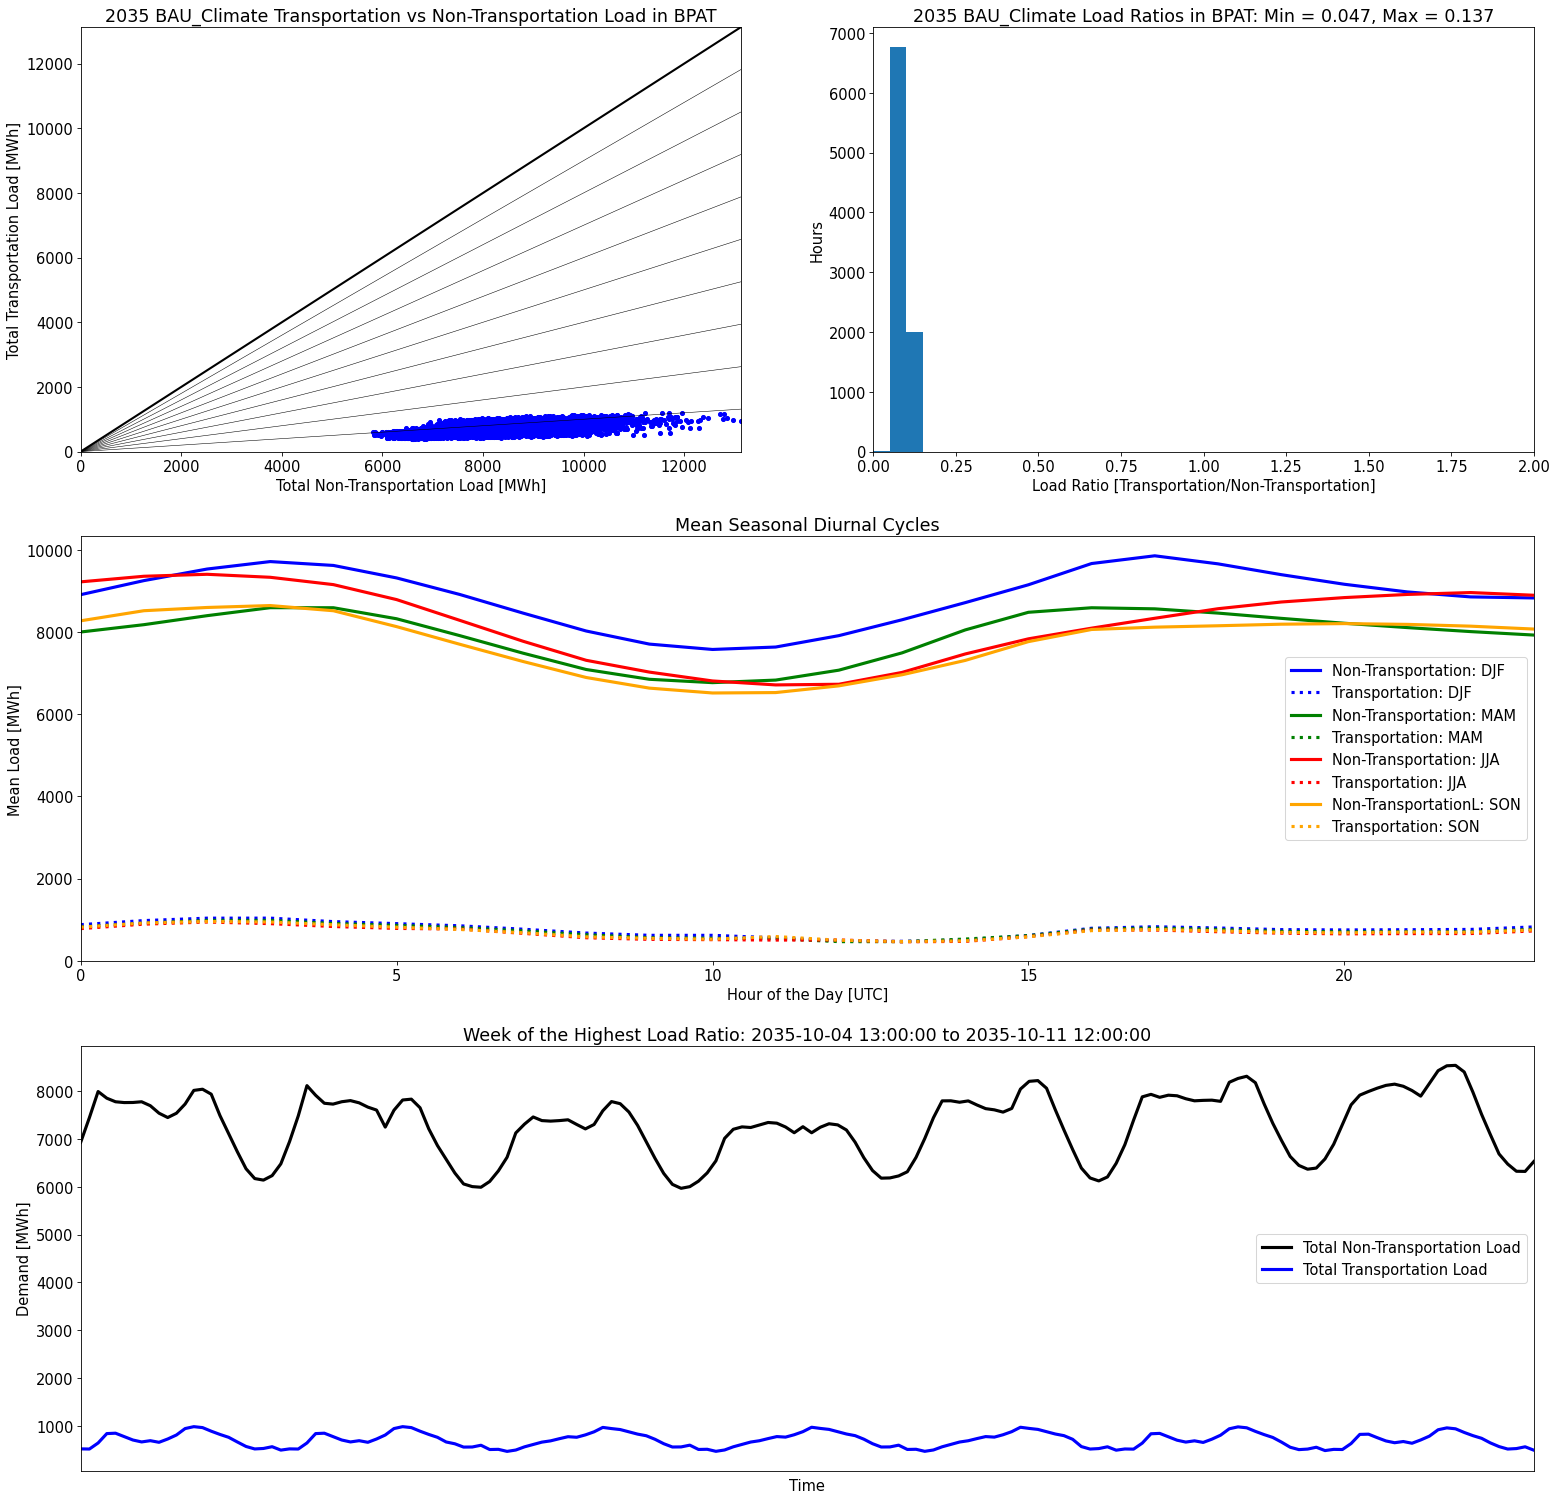 2035 BAU_Climate Transportation vs Non-Transportation Load in BPAT
Total Transportation Load [MWh]
12000
10000
8000
6000
4000
2000
0
0 2000 4000 6000 8000 10000 12000
Total Non-Transportation Load [MWh]
2035 BAU_Climate Load Ratios in BPAT: Min = 0.047, Max = 0.137
Hours
7000
6000
5000
4000
3000
2000
1000
0
0.00 0.25 0.50 0.75 1.00 1.25 1.50 1.75 2.00
Load Ratio [Transportation/Non-Transportation]
Mean Seasonal Diurnal Cycles
Mean Load [MWh]
10000
8000
6000
4000
2000
0
Non-Transportation: DJF
Transportation: DJF
Non-Transportation: MAM
Transportation: MAM
Non-Transportation: JJA
Transportation: JJA
Non-TransportationL: SON
Transportation: SON
0 5 10 15 20
Hour of the Day [UTC]
Week of the Highest Load Ratio: 2035-10-04 13:00:00 to 2035-10-11 12:00:00
Demand [MWh]
8000
7000
6000
5000
4000
3000
2000
1000
Total Non-Transportation Load
Total Transportation Load
Time